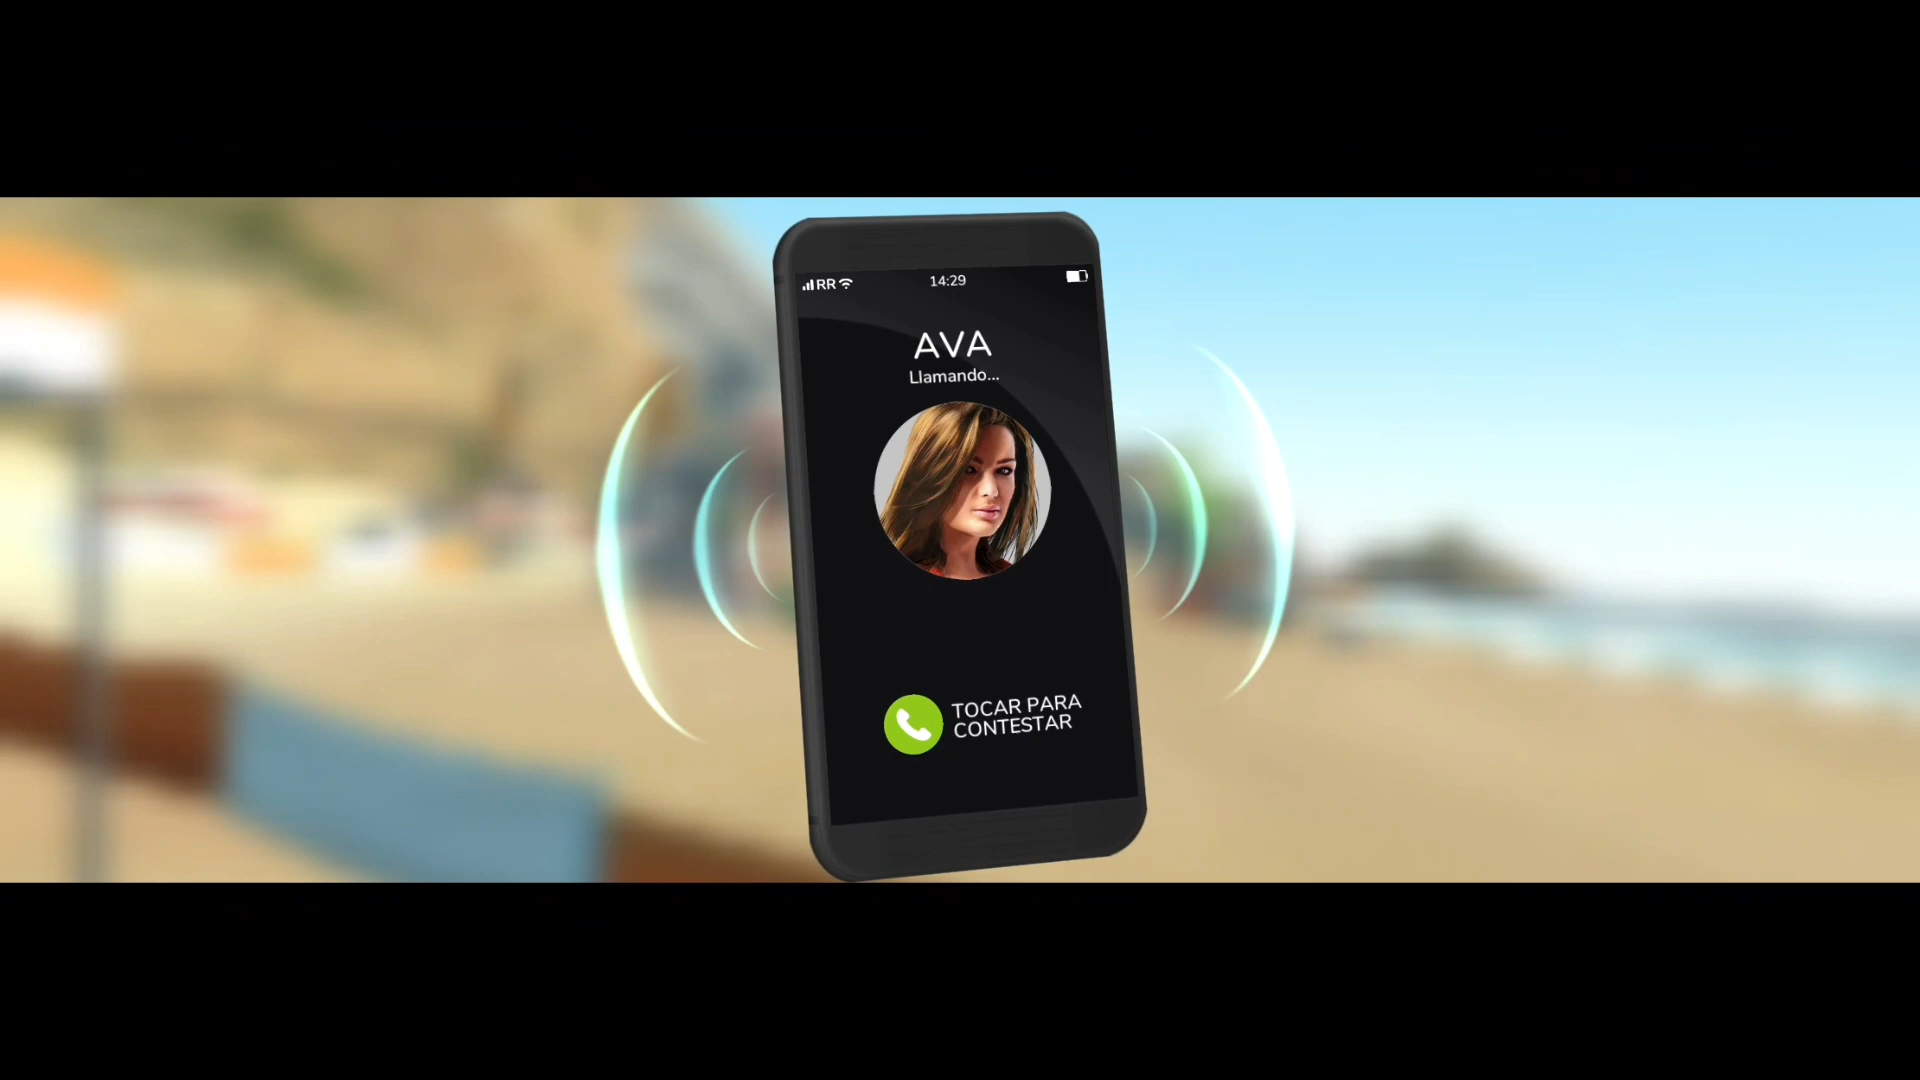 RR 14:29
AVA
Llamando...
TOCAR PARA
CONTESTAR